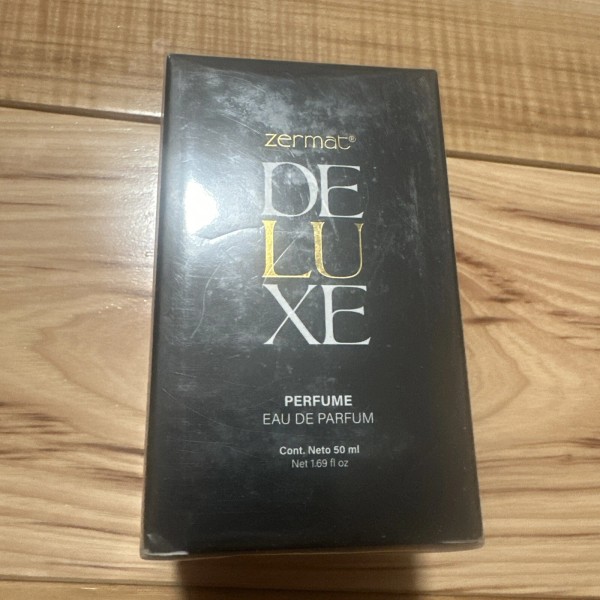 zermat®
DE
LU
XE
PERFUME
EAU DE PARFUM
Cont. Neto 50 ml
Net 1.69 fl oz